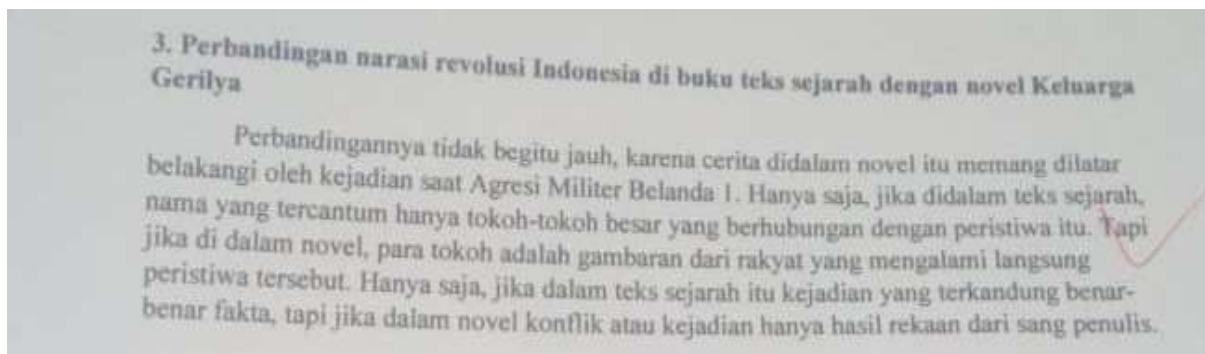 3. Perbandingan narasi revolusi Indonesia di buku teks sejarah dengan novel Keluarga
Gerilya
Perbandingannya tidak begitu jauh, karena cerita didalam novel itu memang dilatar
belakangi oleh kejadian saat Agresi Militer Belanda 1. Hanya saja, jika didalam teks sejarah,
nama yang tercantum hanya tokoh-tokoh besar yang berhubungan dengan peristiwa itu. Tapi
jika di dalam novel, para tokoh adalah gambaran dari rakyat yang mengalami langsung
peristiwa tersebut. Hanya saja, jika dalam teks sejarah itu kejadian yang terkandung benar-
benar fakta, tapi jika dalam novel konflik atau kejadian hanya hasil rekaan dari sang penulis.